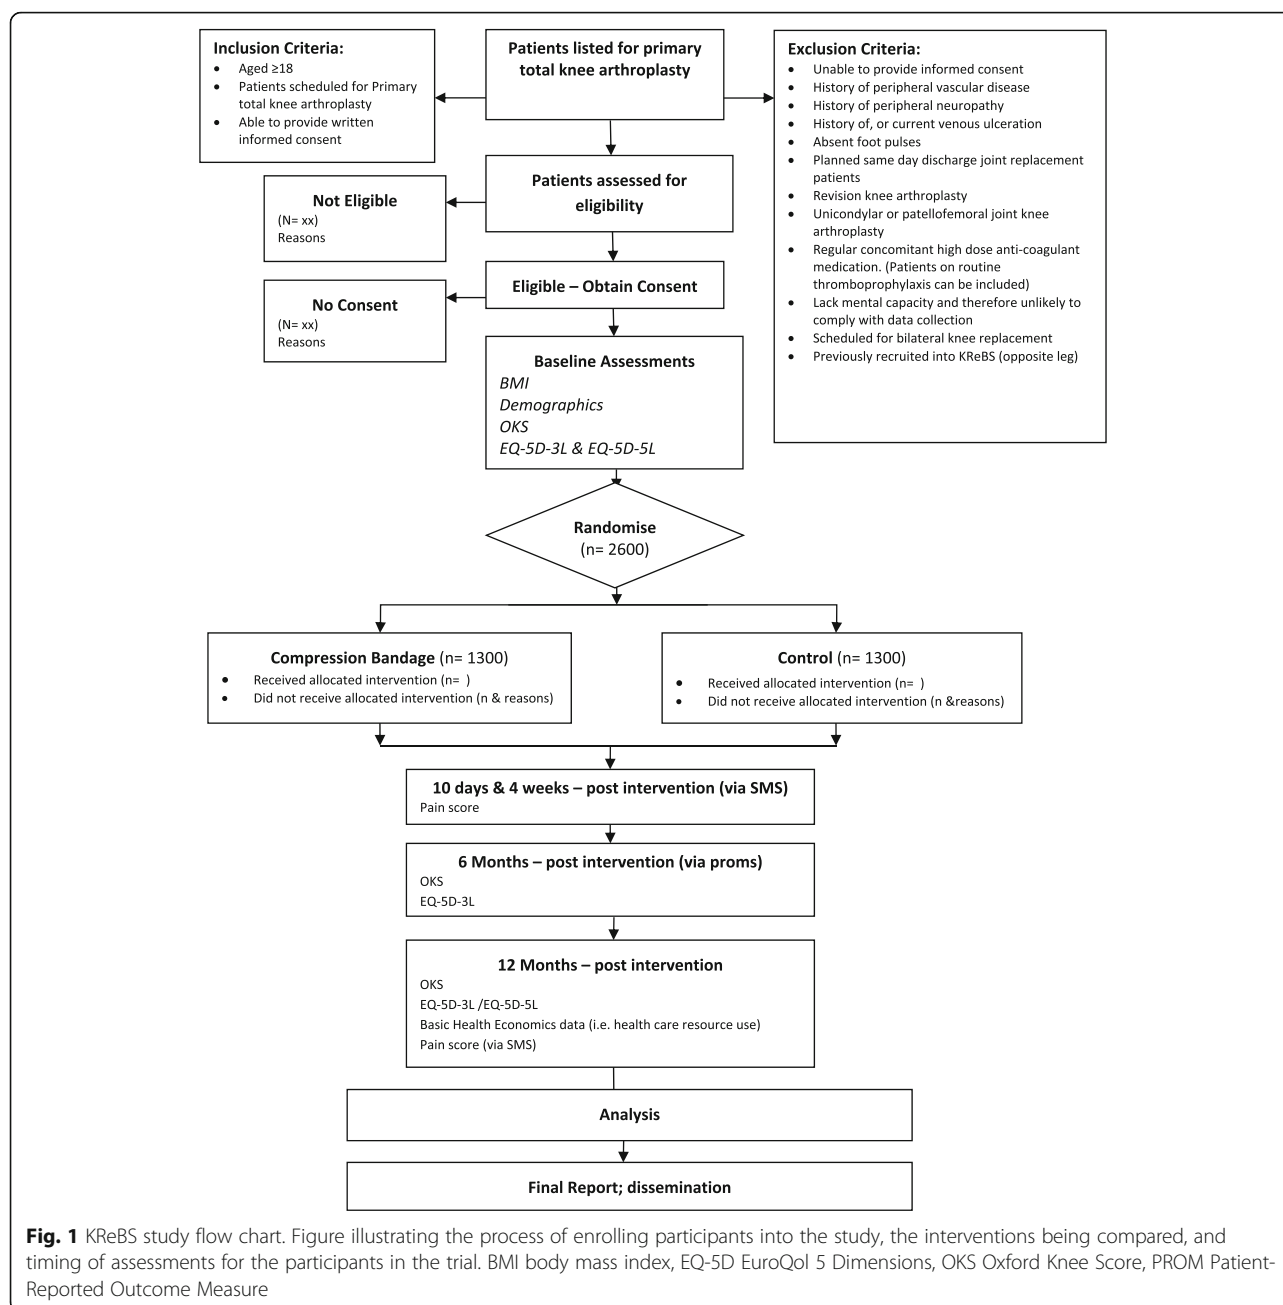 Inclusion Criteria:
• Aged ≥18
• Patients scheduled for Primary
total knee arthroplasty
• Able to provide written
informed consent
Patients listed for primary
total knee arthroplasty
Exclusion Criteria:
• Unable to provide informed consent
• History of peripheral vascular disease
• History of peripheral neuropathy
• History of, or current venous ulceration
• Absent foot pulses
• Planned same day discharge joint replacement
patients
• Revision knee arthroplasty
• Unicondylar or patellofemoral joint knee
arthroplasty
• Regular concomitant high dose anti-coagulant
medication. (Patients on routine
thromboprophylaxis can be included)
• Lack mental capacity and therefore unlikely to
comply with data collection
• Scheduled for bilateral knee replacement
• Previously recruited into KReBS (opposite leg)
Patients assessed for
eligibility
Not Eligible
(N= xx)
Reasons
Eligible – Obtain Consent
No Consent
(N= xx)
Reasons
Baseline Assessments
BMI
Demographics
OKS
EQ-5D-3L & EQ-5D-5L
Randomise
(n= 2600)
Compression Bandage (n= 1300)
• Received allocated intervention (n= )
• Did not receive allocated intervention (n & reasons)
Control (n= 1300)
• Received allocated intervention (n= )
• Did not receive allocated intervention (n &reasons)
10 days & 4 weeks – post intervention (via SMS)
Pain score
6 Months – post intervention (via proms)
OKS
EQ-5D-3L
12 Months – post intervention
OKS
EQ-5D-3L /EQ-5D-5L
Basic Health Economics data (i.e. health care resource use)
Pain score (via SMS)
Analysis
Final Report; dissemination
Fig. 1 KReBS study flow chart. Figure illustrating the process of enrolling participants into the study, the interventions being compared, and
timing of assessments for the participants in the trial. BMI body mass index, EQ-5D EuroQol 5 Dimensions, OKS Oxford Knee Score, PROM Patient-
Reported Outcome Measure